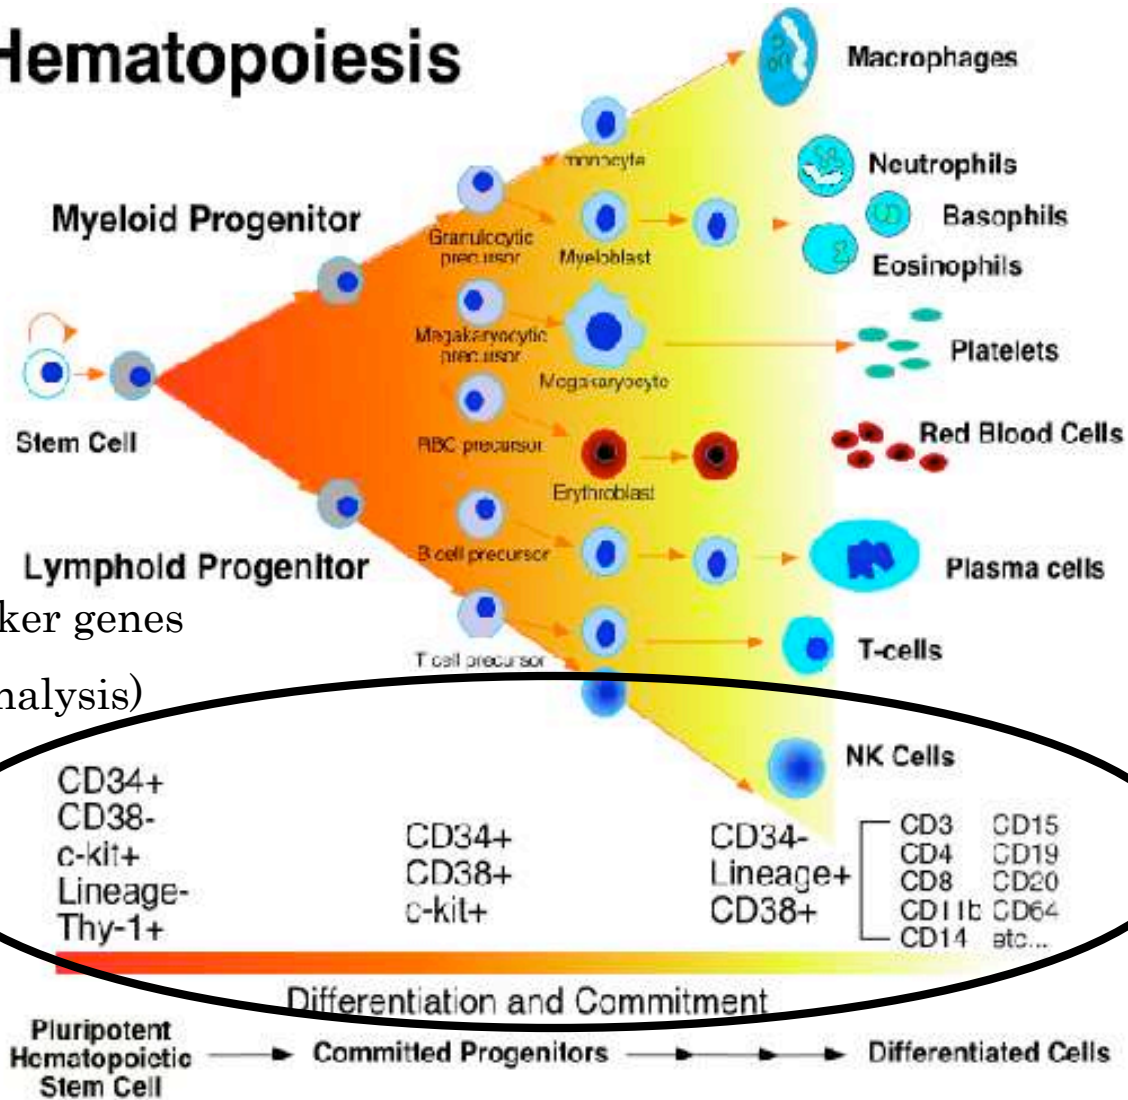 Hematopoiesis
Macrophages
monocyte
Neutrophils
Myeloid Progenitor
Basophils
Granulocytic
precursor
Myeloblast
Eosinophils
Megakaryocytic
precursor
Platelets
Megakaryocyte
Stem Cell
RBC precursor
Red Blood Cells
Erythroblast
B cell precursor
Lymphoid Progenitor
Plasma cells
ker genes
T cell precursor
T-cells
nalysis)
NK Cells
CD34+
CD38-
c-kit+
Lineage-
Thy-1+
CD34+
CD38+
c-kit+
CD34-
Lineage+
CD38+
CD3 CD15
CD4 CD19
CD8 CD20
CD11b CD64
CD14 etc...
Differentiation and Commitment
Pluripotent
Hematopoietic
Stem Cell
Committed Progenitors
Differentiated Cells